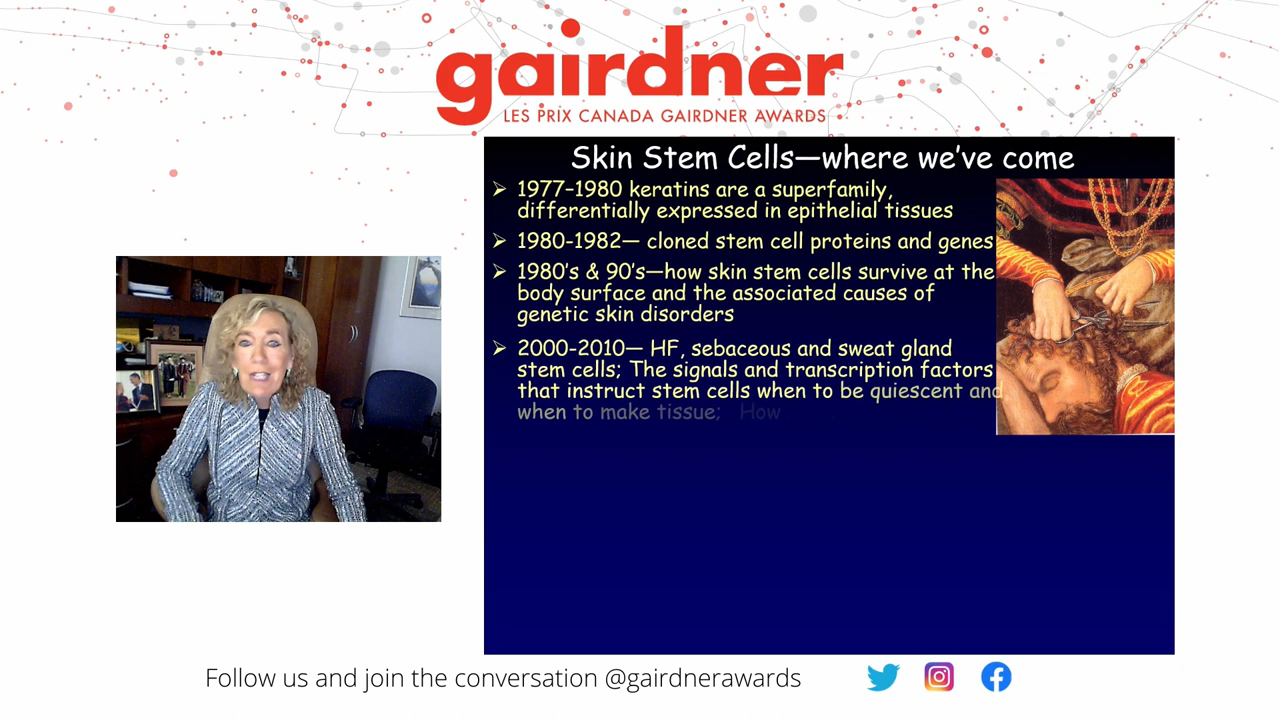 gairdner
LES PRIX CANADA GAIRDNER AWARDS
Skin Stem Cells—where we've come
➢ 1977–1980 keratins are a superfamily,
differentially expressed in epithelial tissues
➢ 1980-1982— cloned stem cell proteins and genes
➢ 1980's & 90's—how skin stem cells survive at the
body surface and the associated causes of
genetic skin disorders
➢ 2000-2010— HF, sebaceous and sweat gland
stem cells; The signals and transcription factors
that instruct stem cells when to be quiescent and,
when to make tissue; How
Follow us and join the conversation @gairdnerawards